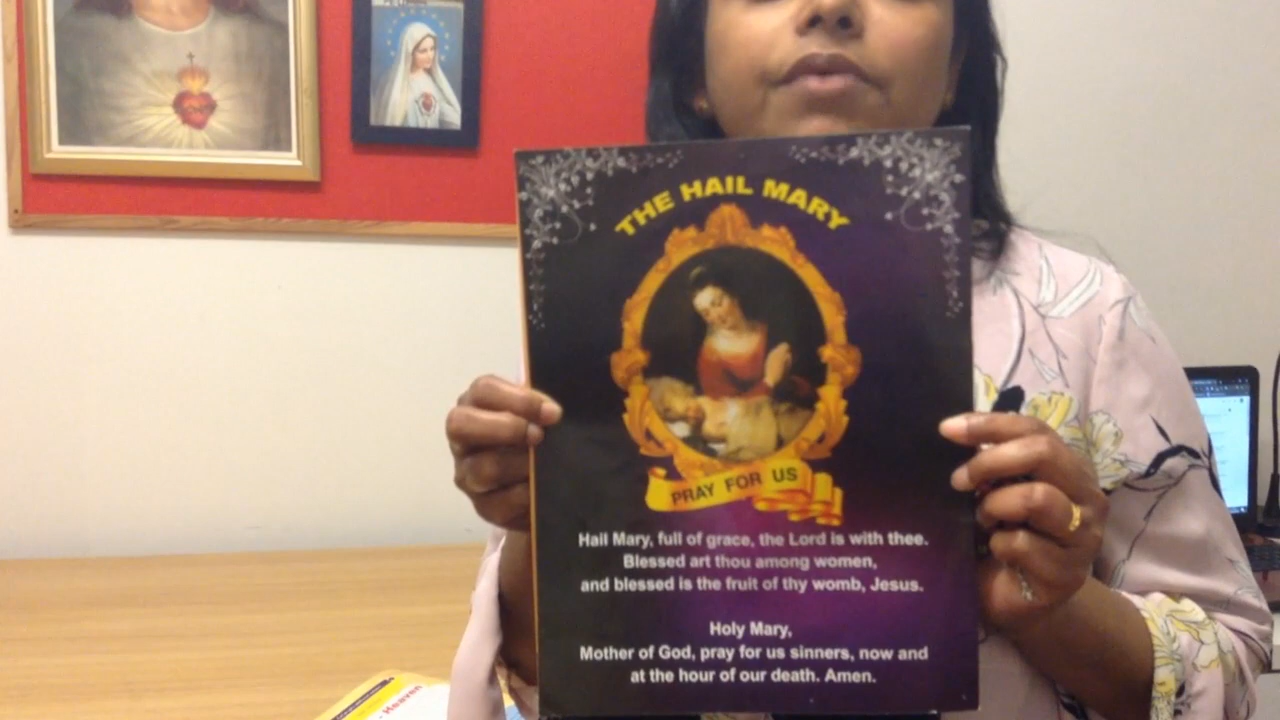 THE HAIL MARY
PRAY FOR US
Hail Mary, full of grace, the Lord is with thee.
Blessed art thou among women,
and blessed is the fruit of thy womb, Jesus.
Holy Mary,
Mother of God, pray for us sinners, now and
at the hour of our death. Amen.
Heaven